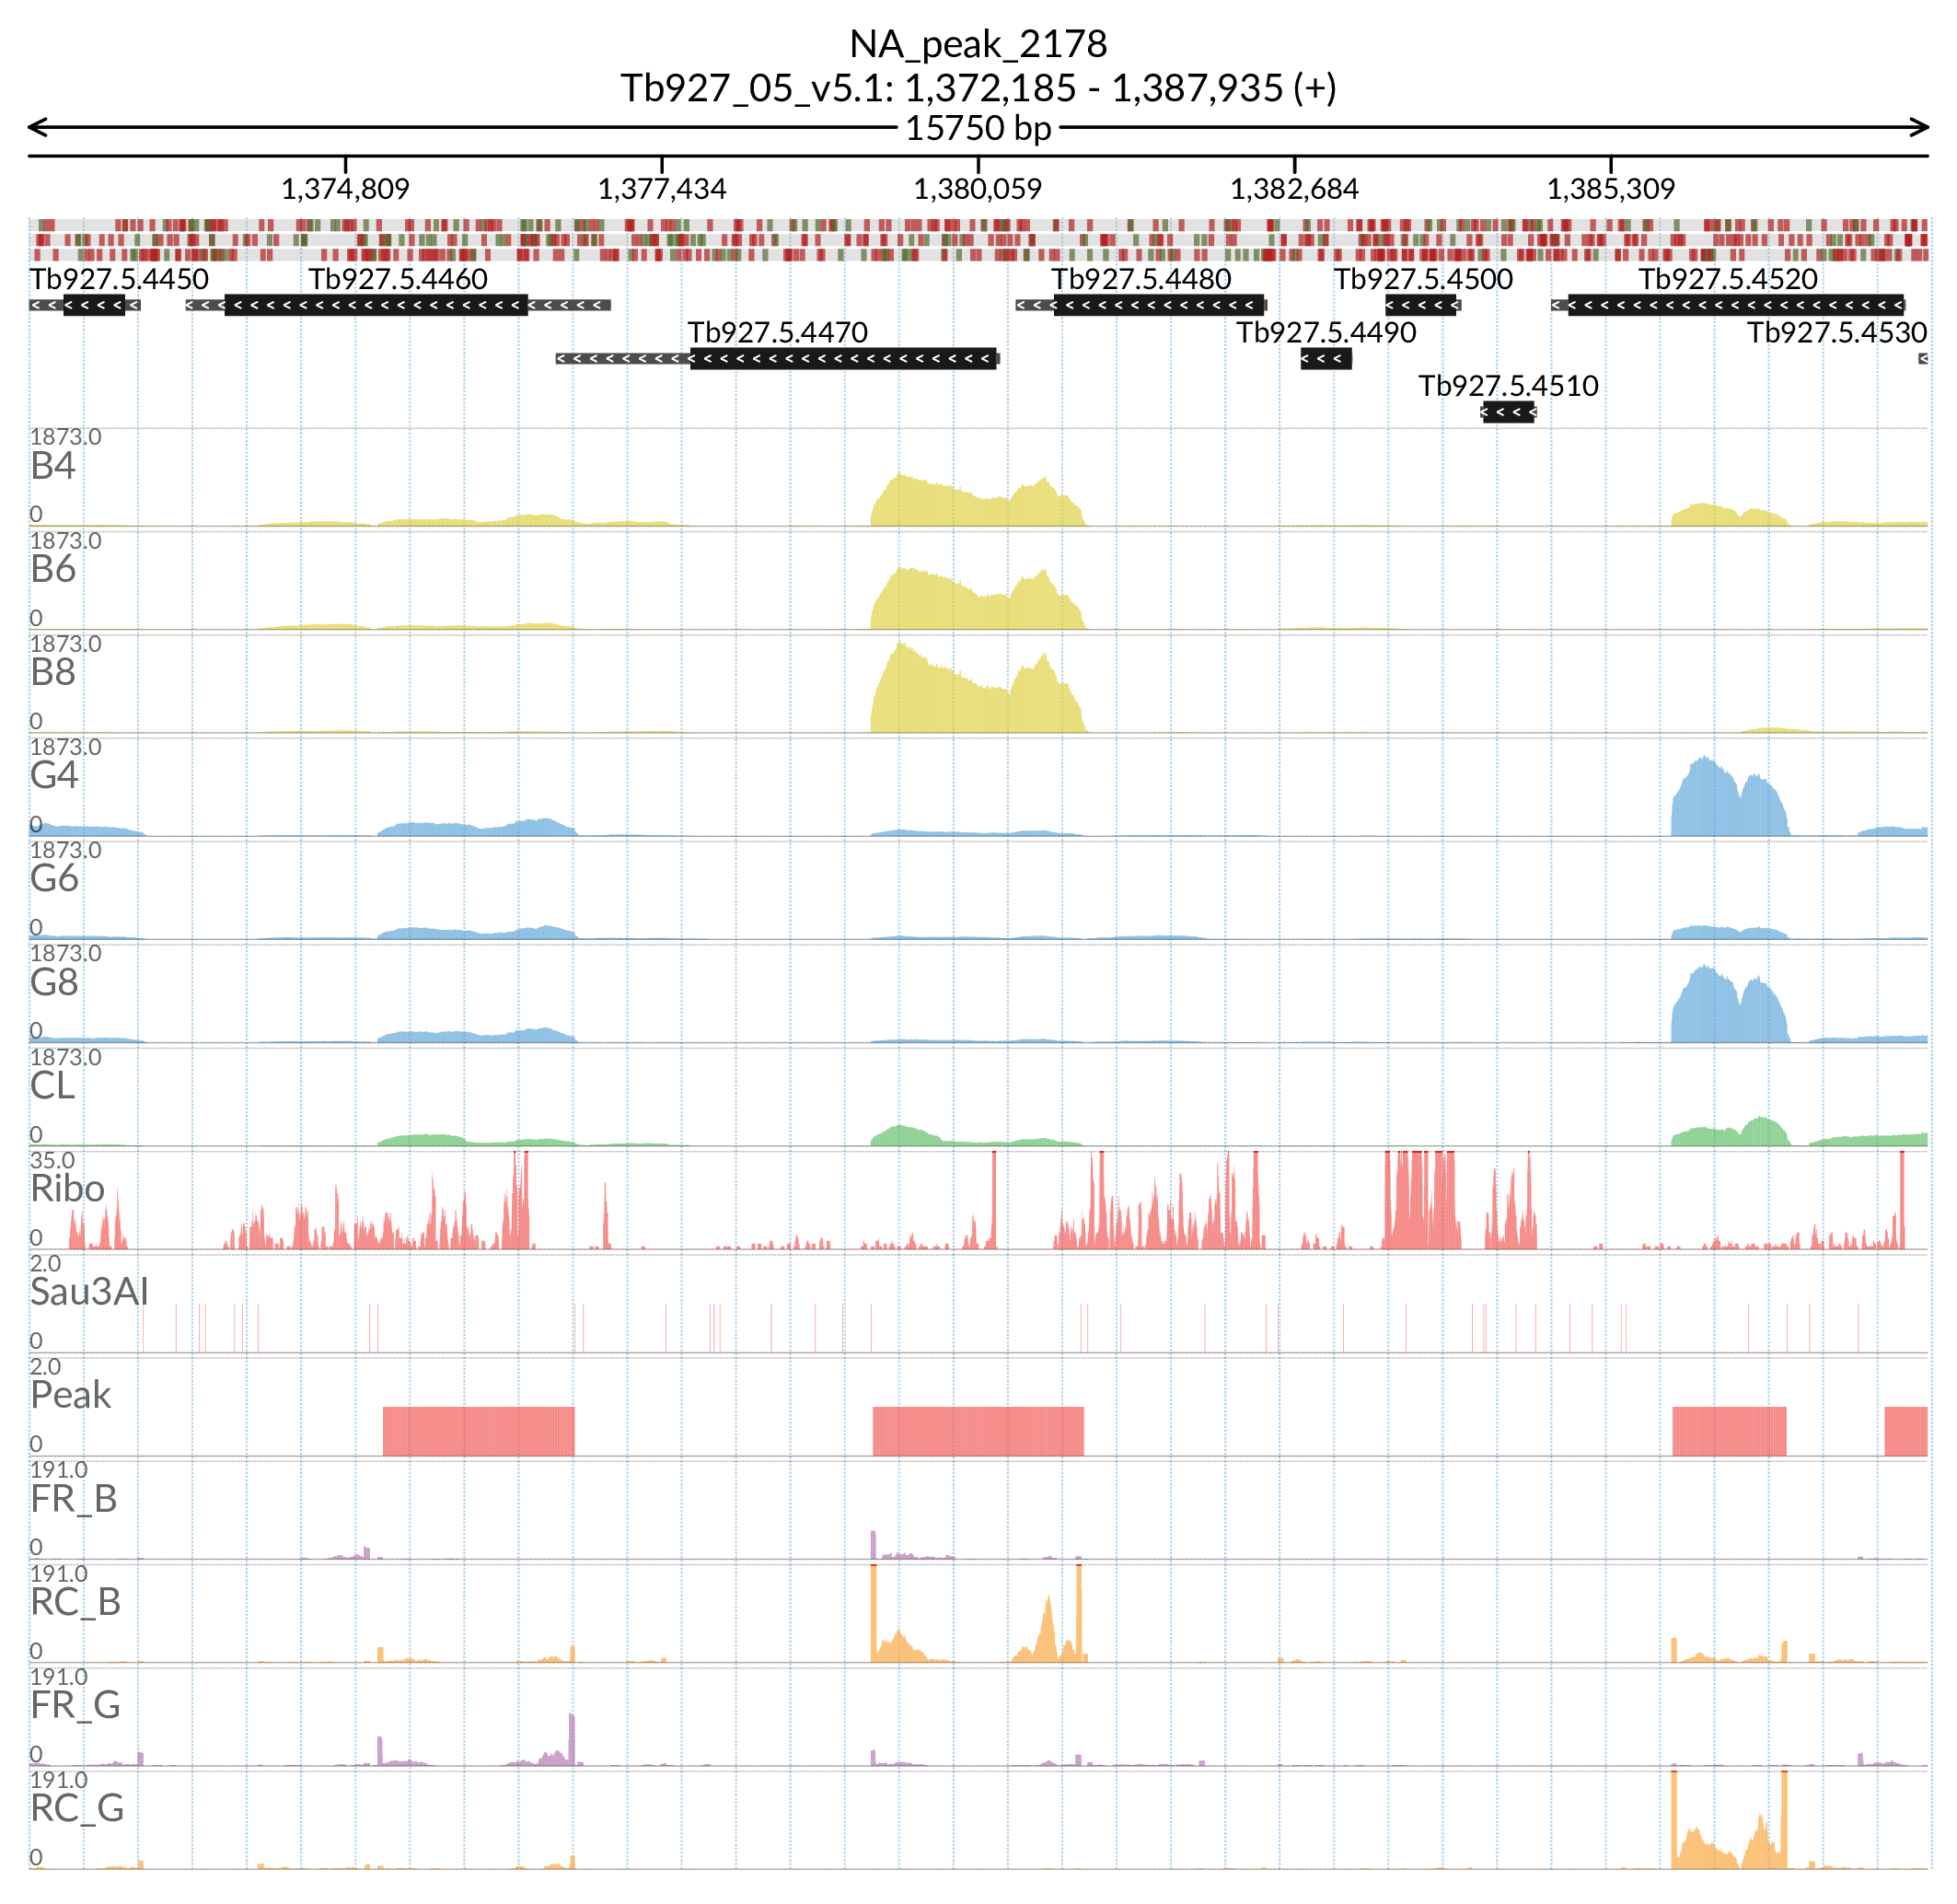 NA_peak_2178
Tb927_05_v5.1: 1,372,185 - 1,387,935 (+)
15750 bp
1,374,809 1,377,434 1,380,059 1,382,684 1,385,309
Tb927.5.4450 Tb927.5.4460 Tb927.5.4480 Tb927.5.4500 Tb927.5.4520
Tb927.5.4470 Tb927.5.4490 Tb927.5.4530
Tb927.5.4510
1873.0
B4
0
1873.0
B6
0
1873.0
B8
0
1873.0
G4
0
1873.0
G6
0
1873.0
G8
0
1873.0
CL
0
35.0
Ribo
0
2.0
Sau3AI
0
2.0
Peak
0
191.0
FR_B
0
191.0
RC_B
0
191.0
FR_G
0
191.0
RC_G
0